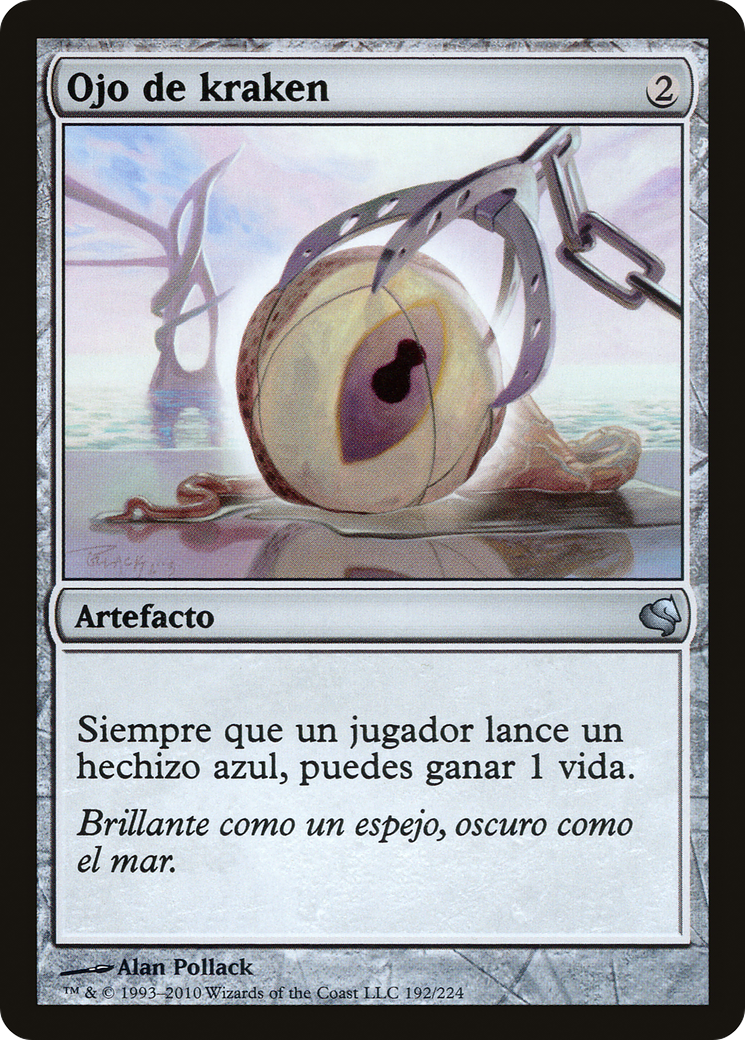 Ojo de kraken
2
Artefacto
Siempre que un jugador lance un
hechizo azul, puedes ganar 1 vida.
Brillante como un espejo, oscuro como
el mar.
Alan Pollack
™ & © 1993–2010 Wizards of the Coast LLC 192/224